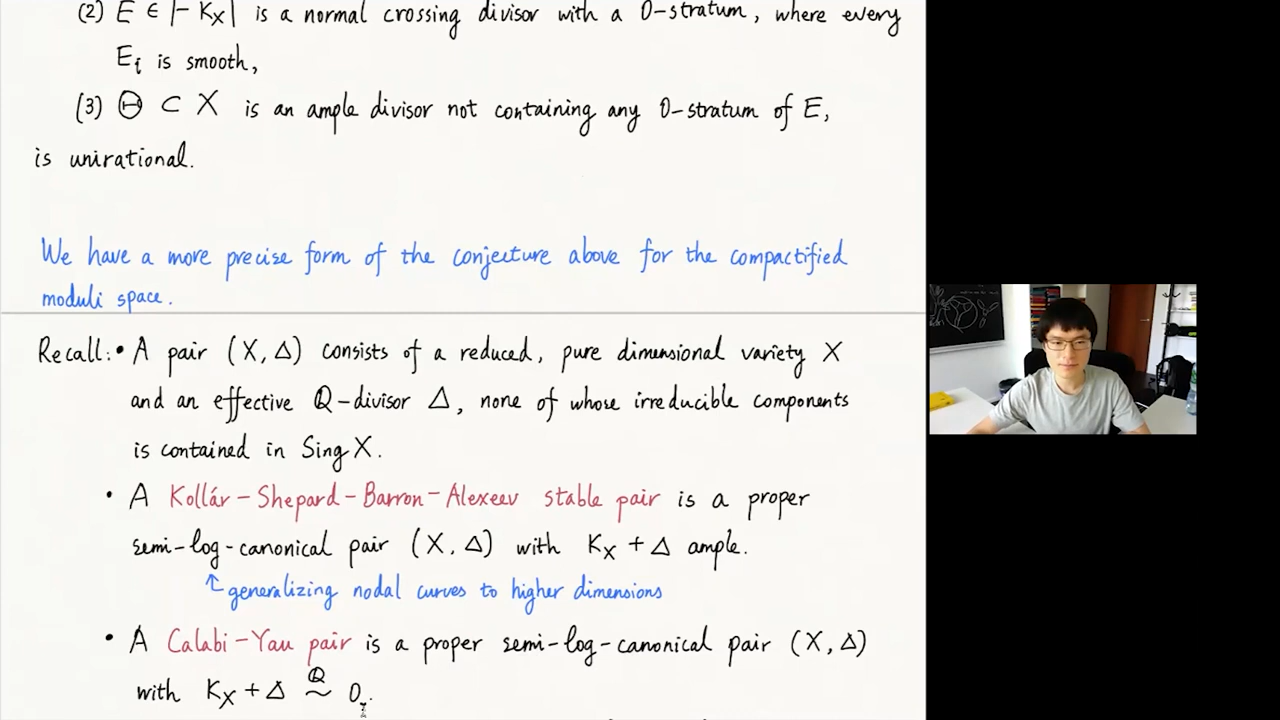 (2) E ∈ |-K_X| is a normal crossing divisor with a 0-stratum, where every
E_i is smooth,
(3) Θ ⊂ X is an ample divisor not containing any 0-stratum of E,
is unirational.
We have a more precise form of the conjecture above for the compactified
moduli space.
Recall: • A pair (X, Δ) consists of a reduced, pure dimensional variety X
and an effective Q-divisor Δ, none of whose irreducible components
is contained in Sing X.
• A Kollár-Shepard-Barron-Alexeev stable pair is a proper
semi-log-canonical pair (X, Δ) with K_X + Δ ample.
↑ generalizing nodal curves to higher dimensions
• A Calabi-Yau pair is a proper semi-log-canonical pair (X, Δ)
with K_X + Δ ~^Q 0.